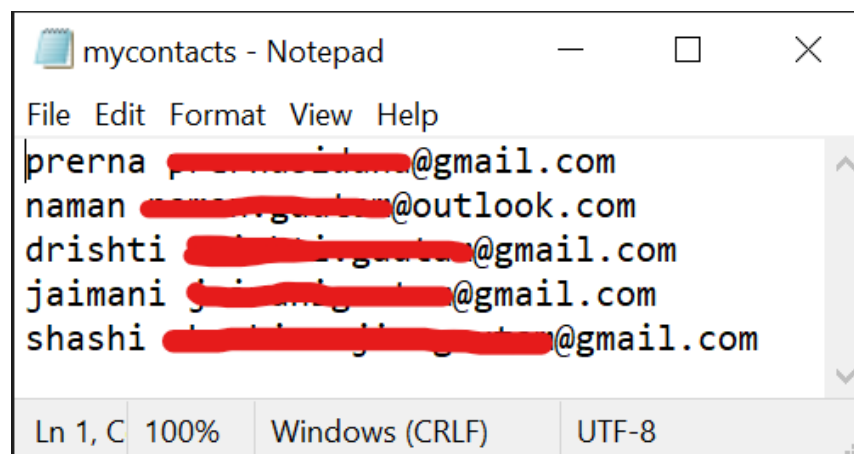 mycontacts - Notepad
File Edit Format View Help
prerna @gmail.com
naman @outlook.com
drishti @gmail.com
jaimani @gmail.com
shashi @gmail.com
Ln 1, C 100% Windows (CRLF) UTF-8